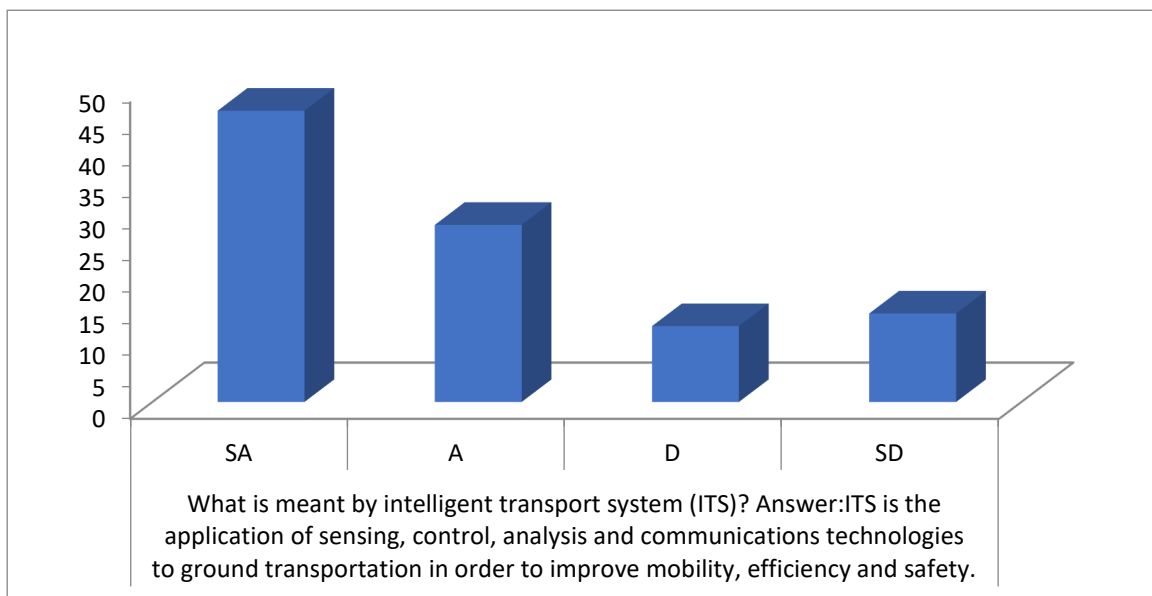 50
45
40
35
30
25
20
15
10
5
0
SA A D SD
What is meant by intelligent transport system (ITS)? Answer:ITS is the
application of sensing, control, analysis and communications technologies
to ground transportation in order to improve mobility, efficiency and safety.